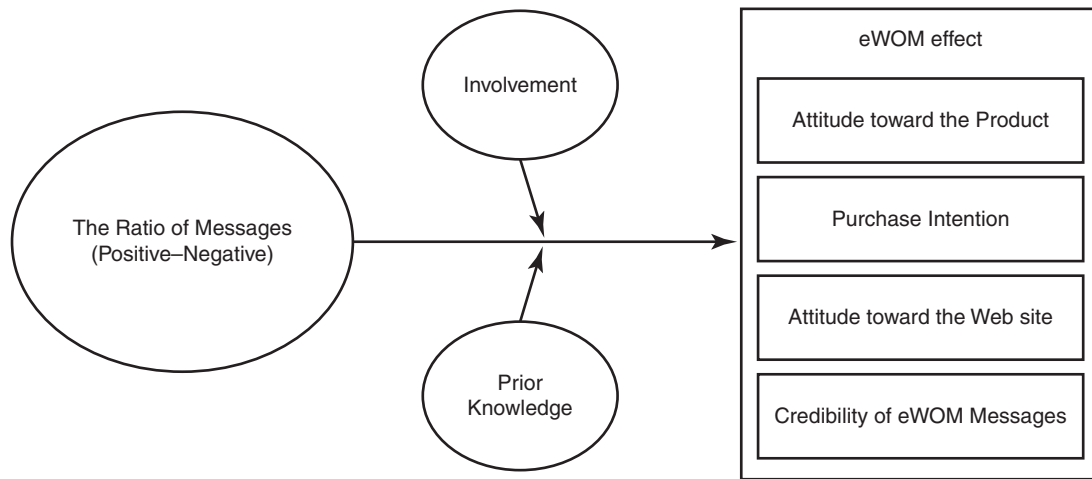 The Ratio of Messages
(Positive–Negative)
Involvement
Prior
Knowledge
eWOM effect
Attitude toward the Product
Purchase Intention
Attitude toward the Web site
Credibility of eWOM Messages